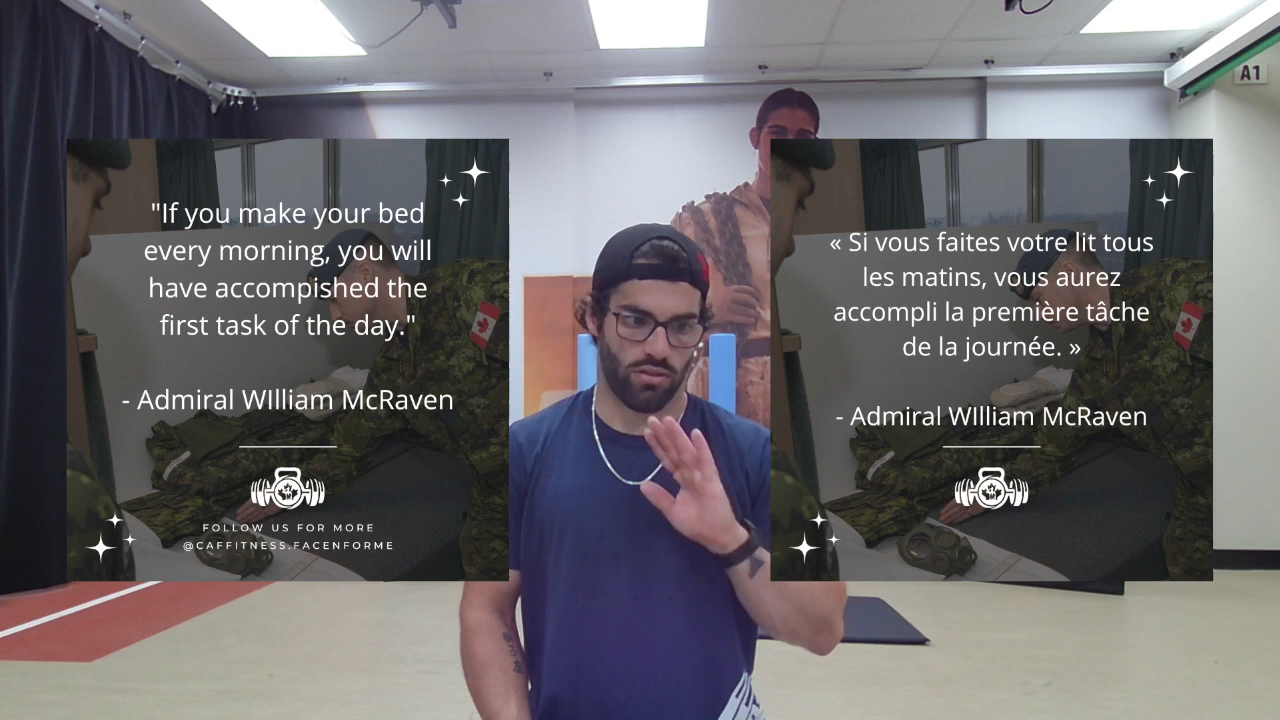 "If you make your bed
every morning, you will
have accompished the
first task of the day."
- Admiral WIlliam McRaven
FOLLOW US FOR MORE
@CAFFITNESS.FACENFORME
« Si vous faites votre lit tous
les matins, vous aurez
accompli la première tâche
de la journée. »
- Admiral WIlliam McRaven
A1